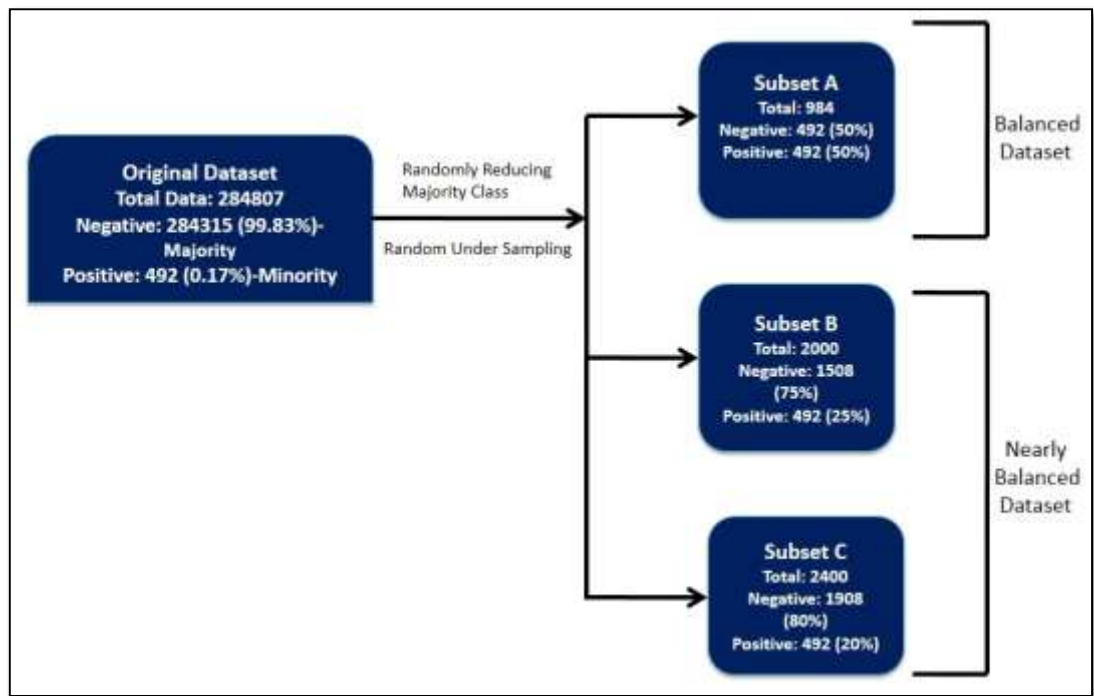 Original Dataset
Total Data: 284807
Negative: 284315 (99.83%)-
Majority
Positive: 492 (0.17%)-Minority
Randomly Reducing
Majority Class
Random Under Sampling
Subset A
Total: 984
Negative: 492 (50%)
Positive: 492 (50%)
Balanced
Dataset
Subset B
Total: 2000
Negative: 1508
(75%)
Positive: 492 (25%)
Subset C
Total: 2400
Negative: 1908
(80%)
Positive: 492 (20%)
Nearly
Balanced
Dataset